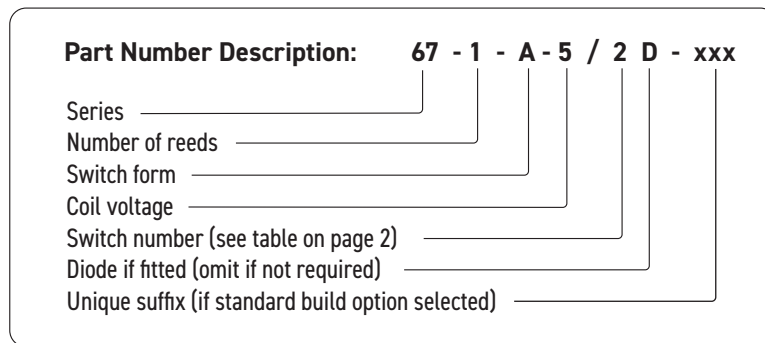 Part Number Description: 67 - 1 - A - 5 / 2 D - xxx
Series
Number of reeds
Switch form
Coil voltage
Switch number (see table on page 2)
Diode if fitted (omit if not required)
Unique suffix (if standard build option selected)